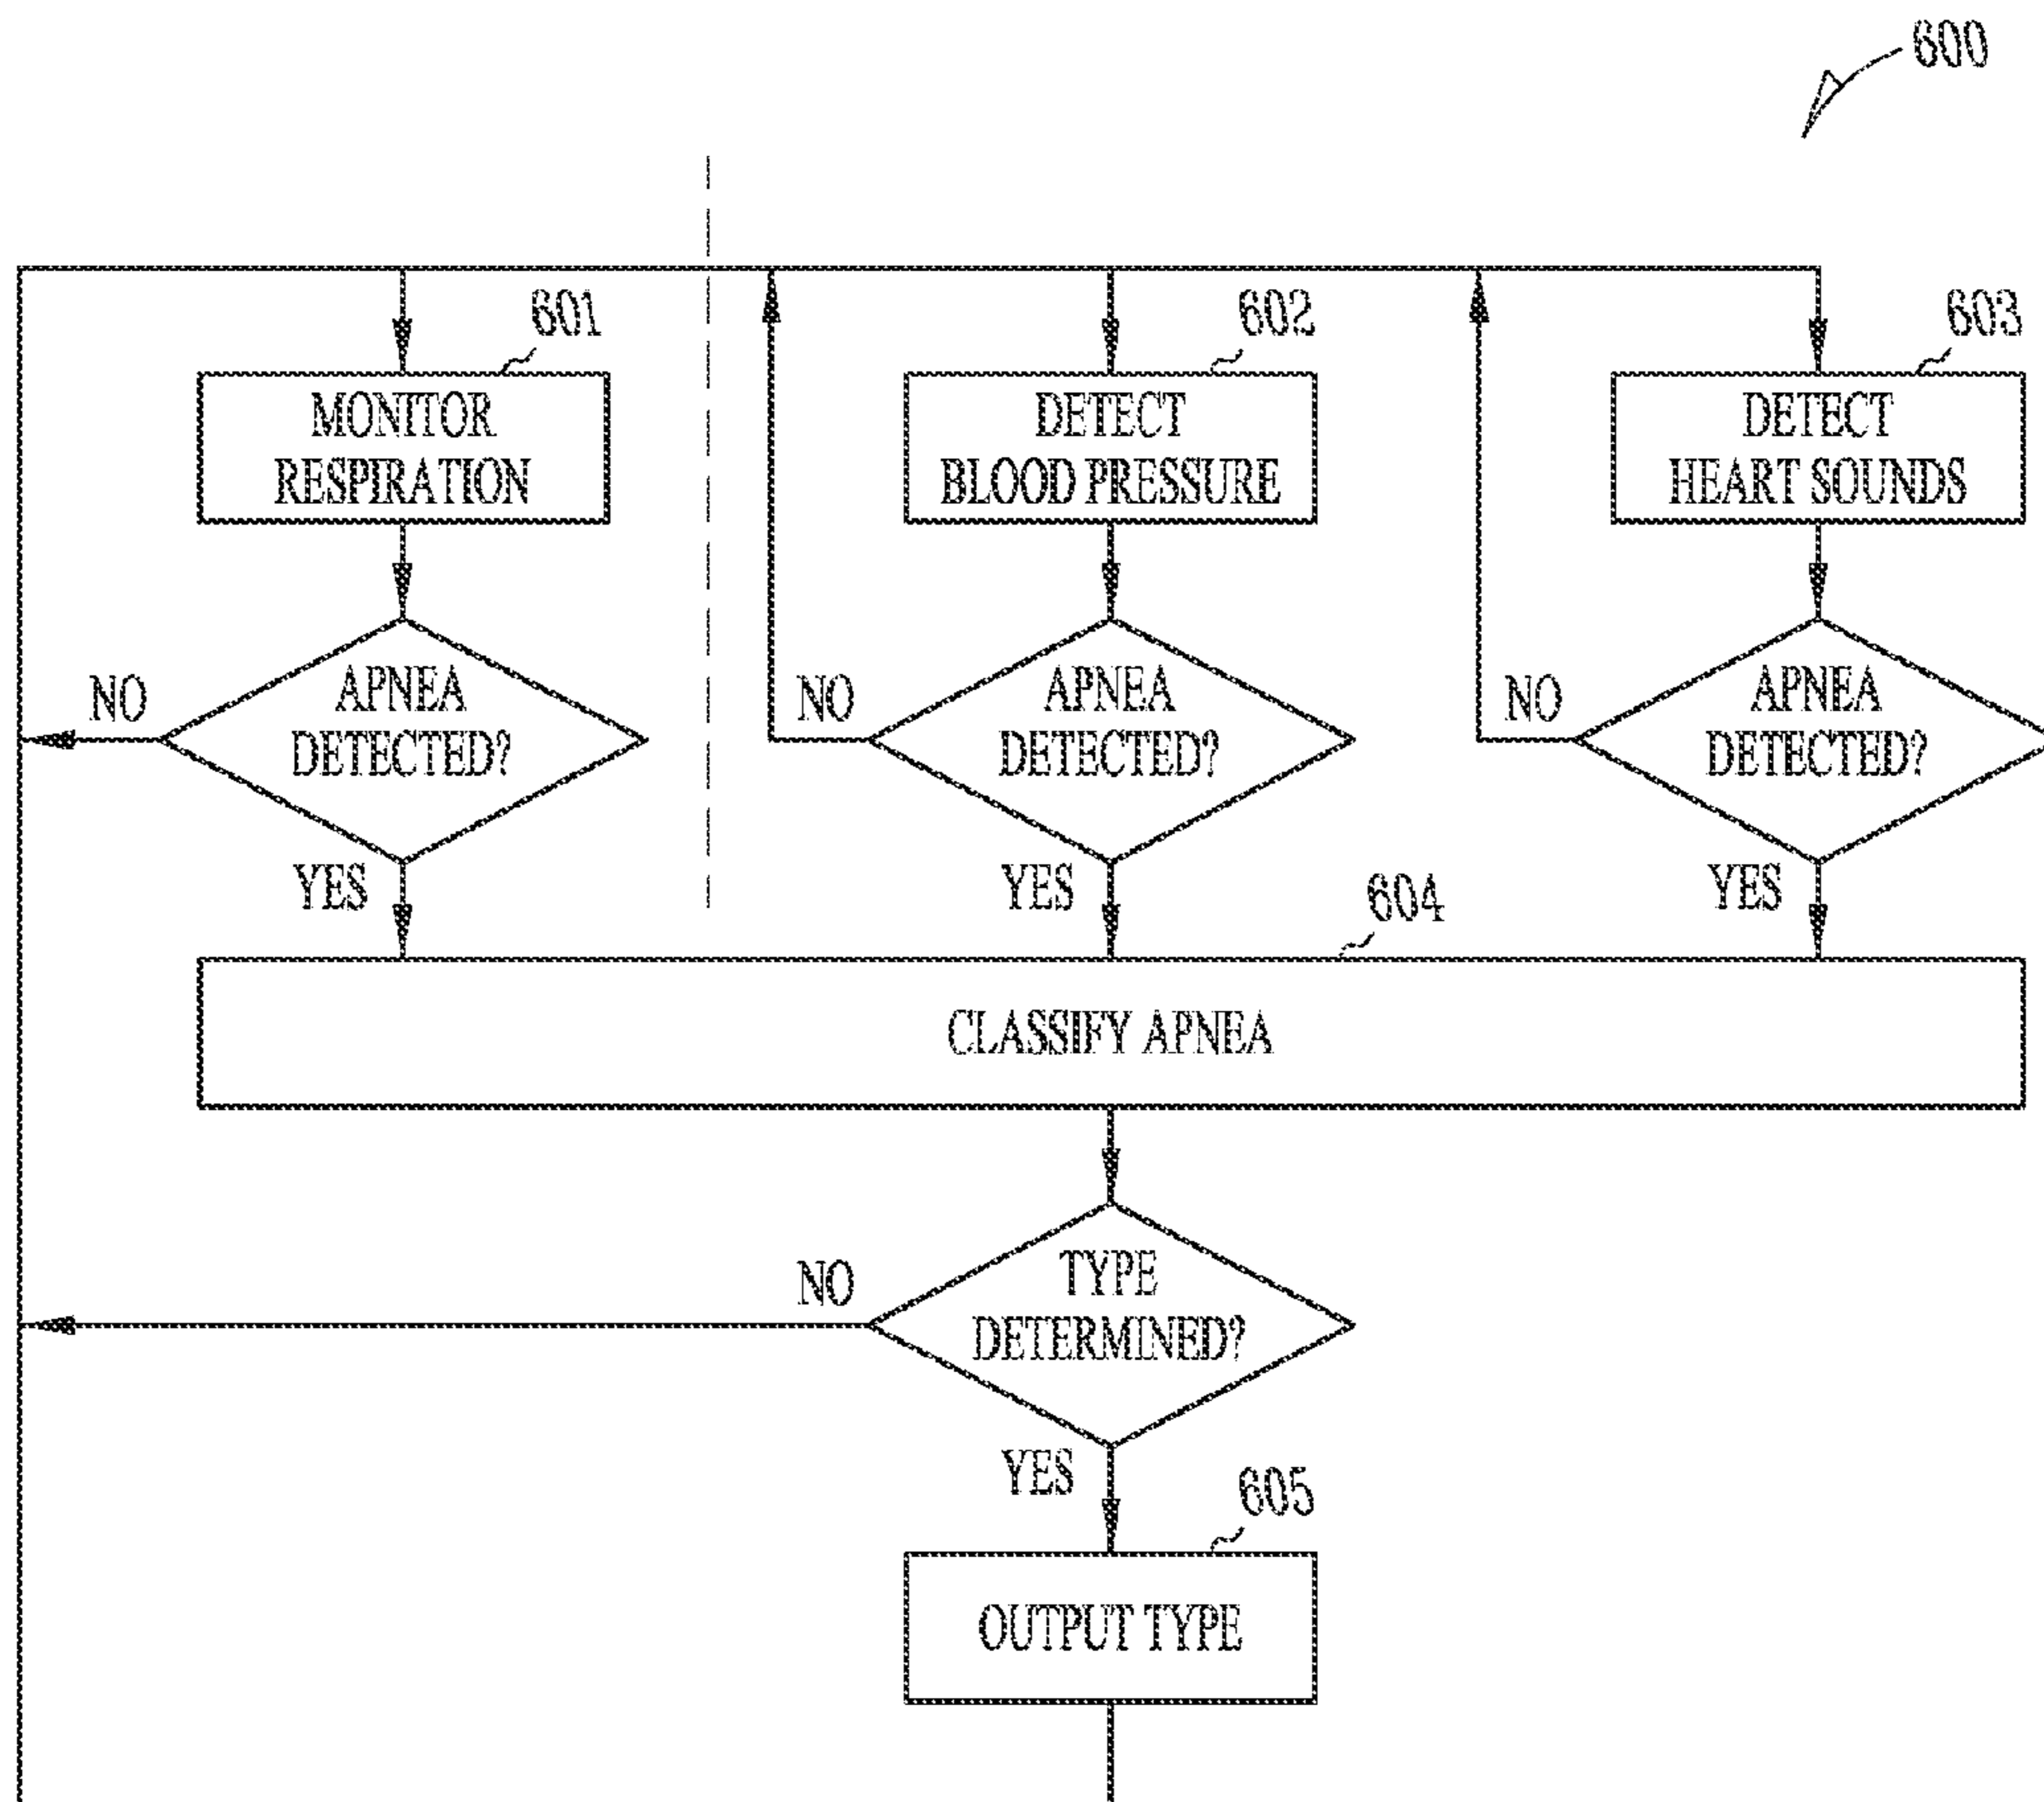 600
601
602
603
MONITOR
RESPIRATION
DETECT
BLOOD PRESSURE
DETECT
HEART SOUNDS
NO
APNEA
DETECTED?
NO
APNEA
DETECTED?
NO
APNEA
DETECTED?
YES
YES
YES
604
CLASSIFY APNEA
NO
TYPE
DETERMINED?
YES
605
OUTPUT TYPE